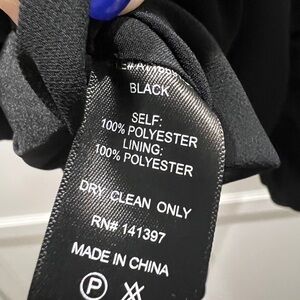 BLACK
SELF:
100% POLYESTER
LINING:
100% POLYESTER
DRY CLEAN ONLY
RN# 141397
MADE IN CHINA
P